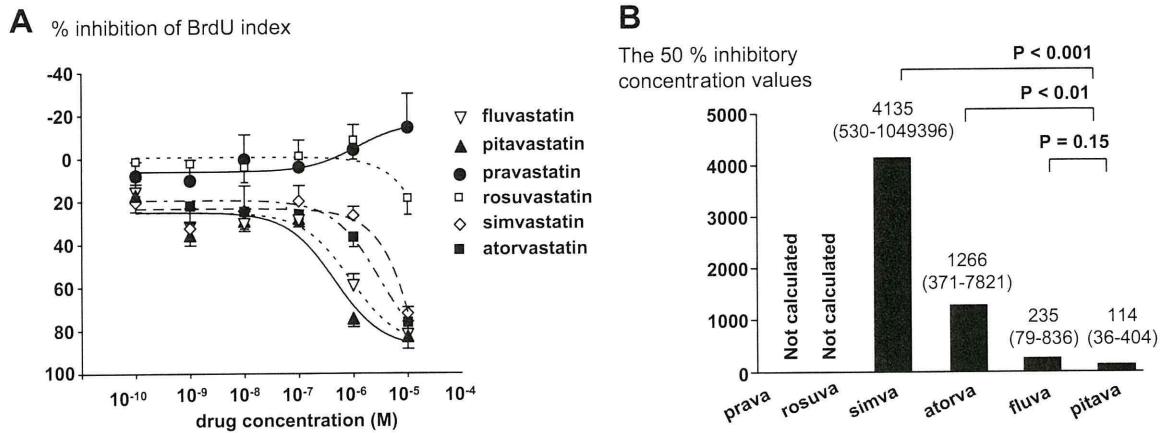 A % inhibition of BrdU index
-40
-20
0
20
40
60
80
100
10-10 10-9 10-8 10-7 10-6 10-5 10-4
drug concentration (M)
fluvastatin
pitavastatin
pravastatin
rosuvastatin
simvastatin
atorvastatin
B
The 50 % inhibitory
concentration values
P < 0.001
P < 0.01
P = 0.15
5000
4000
3000
2000
1000
0
Not calculated
Not calculated
4135
(530-1049396)
1266
(371-7821)
235
(79-836)
114
(36-404)
prava rosuva simva atorva fluva pitava